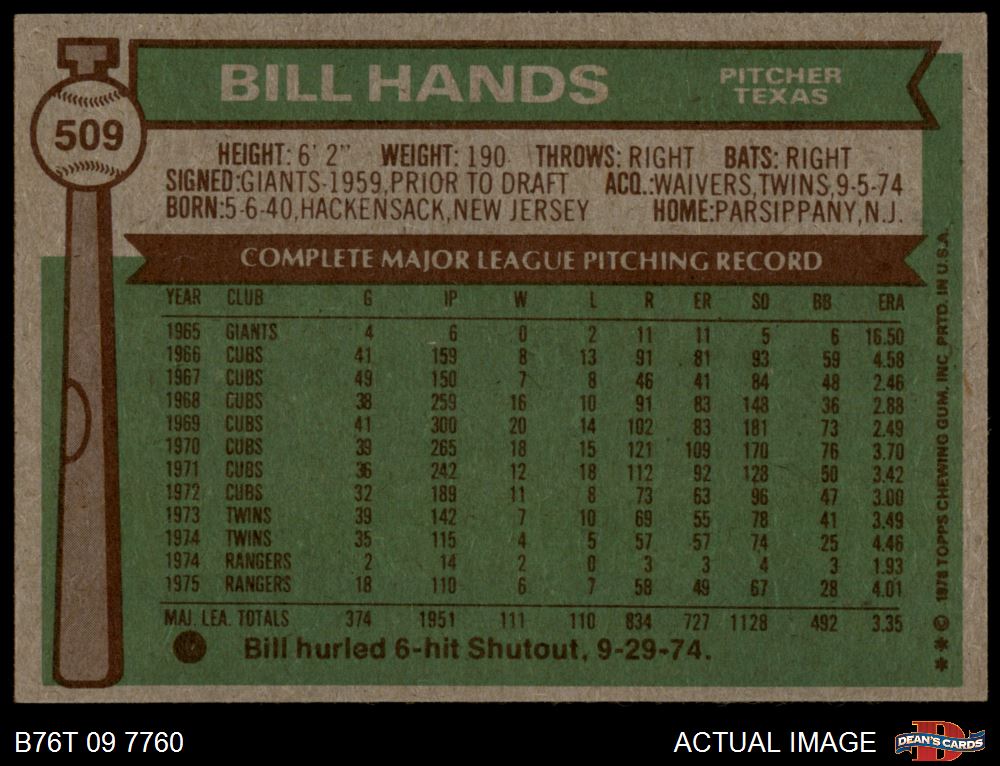 BILL HANDS PITCHER
TEXAS
509
HEIGHT: 6' 2" WEIGHT: 190 THROWS: RIGHT BATS: RIGHT
SIGNED:GIANTS-1959,PRIOR TO DRAFT ACQ.:WAIVERS,TWINS,9-5-74
BORN:5-6-40,HACKENSACK,NEW JERSEY HOME:PARSIPPANY,N.J.
COMPLETE MAJOR LEAGUE PITCHING RECORD
YEAR CLUB G IP W L R ER SO BB ERA
1965 GIANTS 4 6 0 2 11 11 5 6 16.50
1966 CUBS 41 159 8 13 91 81 93 59 4.58
1967 CUBS 49 150 7 8 46 41 84 48 2.46
1968 CUBS 38 259 16 10 91 83 148 36 2.88
1969 CUBS 41 300 20 14 102 83 181 73 2.49
1970 CUBS 39 265 18 15 121 109 170 76 3.70
1971 CUBS 36 242 12 18 112 92 128 50 3.42
1972 CUBS 32 189 11 8 73 63 96 47 3.00
1973 TWINS 39 142 7 10 69 55 78 41 3.49
1974 TWINS 35 115 4 5 57 57 74 25 4.46
1974 RANGERS 2 14 2 0 3 3 4 3 1.93
1975 RANGERS 18 110 6 7 58 49 67 28 4.01
MAJ. LEA. TOTALS 374 1951 111 110 834 727 1128 492 3.35
Bill hurled 6-hit Shutout, 9-29-74.
** © 1976 TOPPS CHEWING GUM, INC. PRTD. IN U.S.A.
B76T 09 7760 ACTUAL IMAGE DEAN'S CARDS